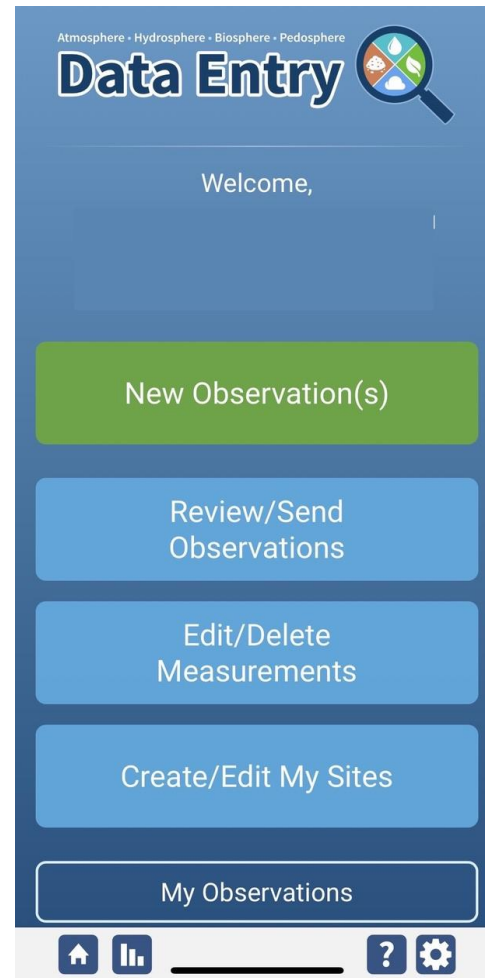 Atmosphere • Hydrosphere • Biosphere • Pedosphere
Data Entry
Welcome,
New Observation(s)
Review/Send
Observations
Edit/Delete
Measurements
Create/Edit My Sites
My Observations
?